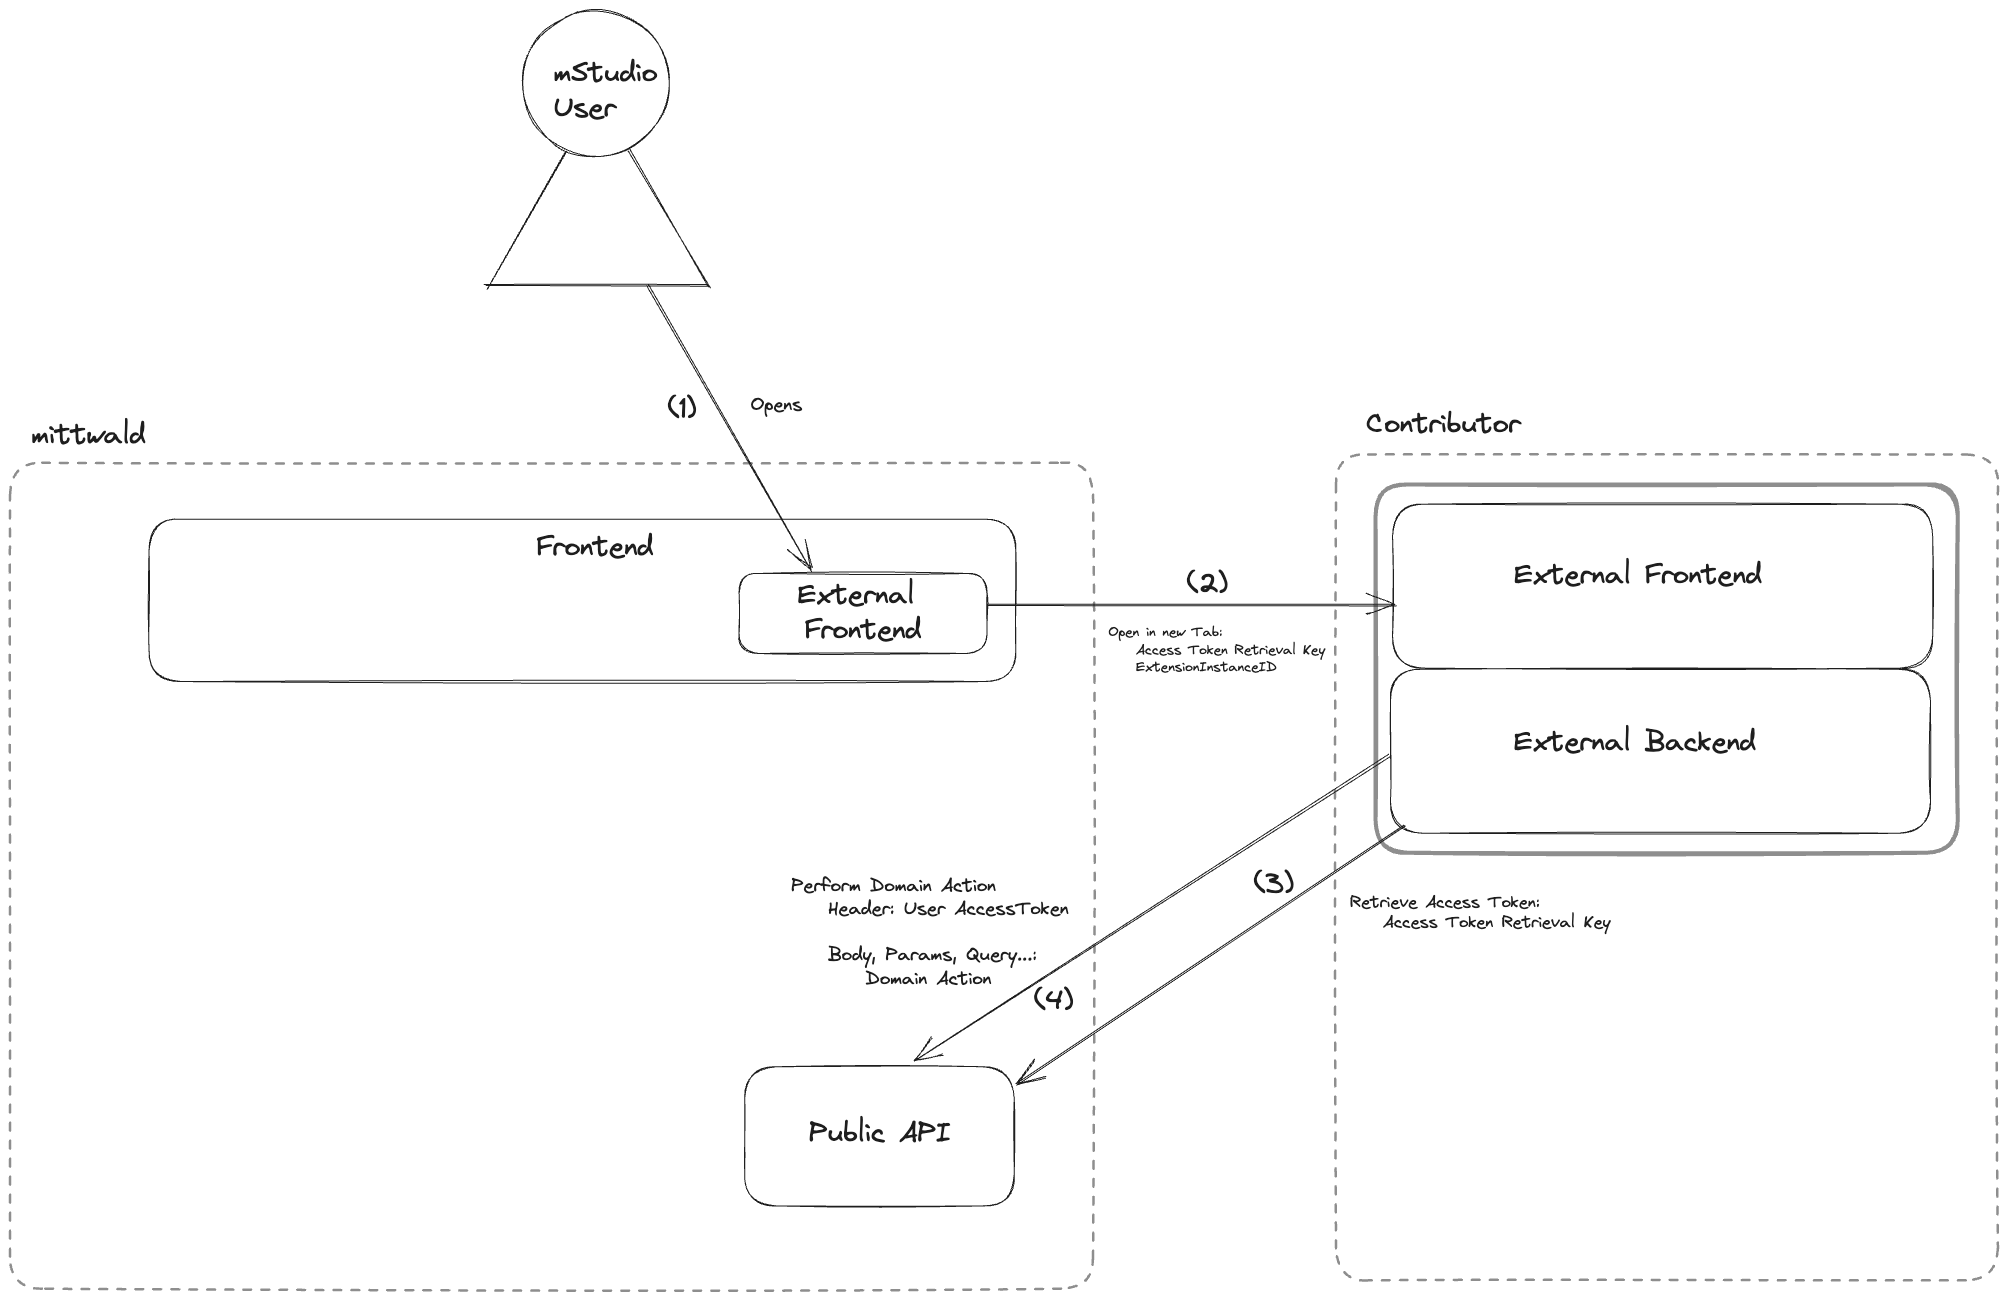 mStudio
User
(1)
Opens
mittwald
Contributor
Frontend
External
Frontend
(2)
Open in new Tab:
Access Token Retrieval Key
ExtensionInstanceID
External Frontend
External Backend
(3)
Retrieve Access Token:
Access Token Retrieval Key
Perform Domain Action
Header: User AccessToken
Body, Params, Query...:
Domain Action
(4)
Public API